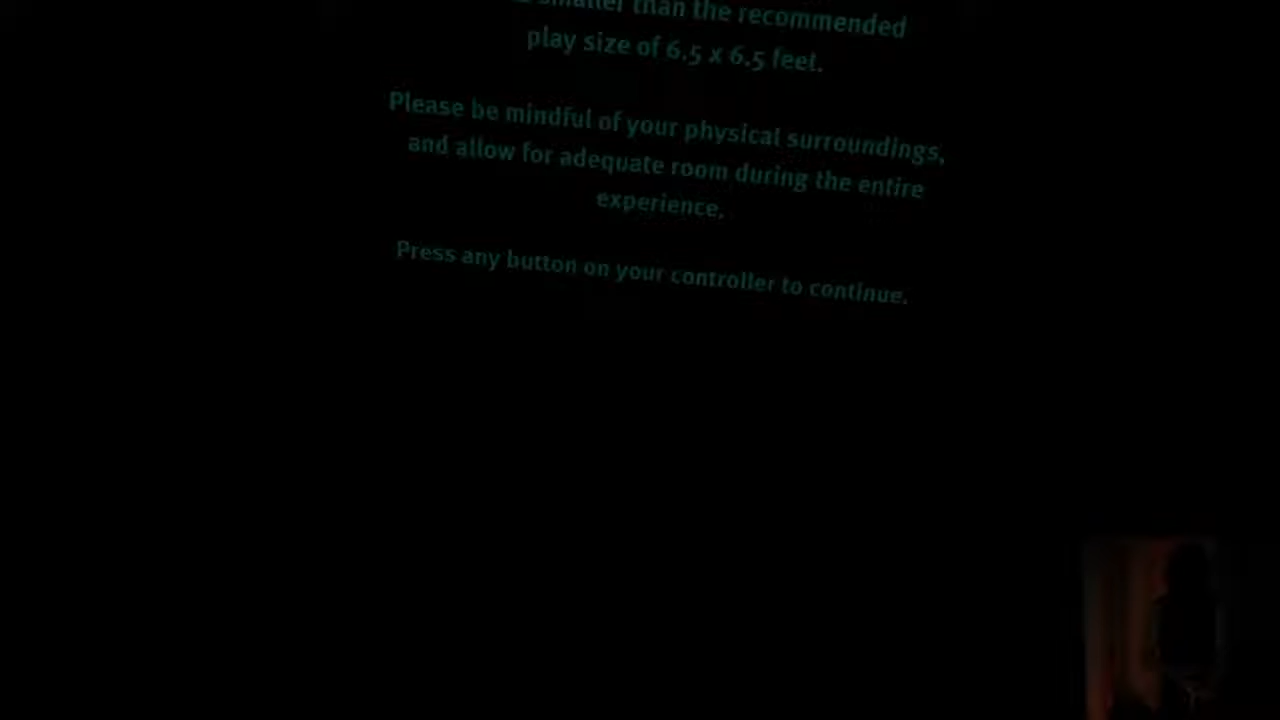 smaller than the recommended
play size of 6.5 x 6.5 feet.
Please be mindful of your physical surroundings,
and allow for adequate room during the entire
experience.
Press any button on your controller to continue.